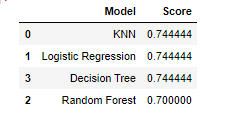 Model Score
0 KNN 0.744444
1 Logistic Regression 0.744444
3 Decision Tree 0.744444
2 Random Forest 0.700000